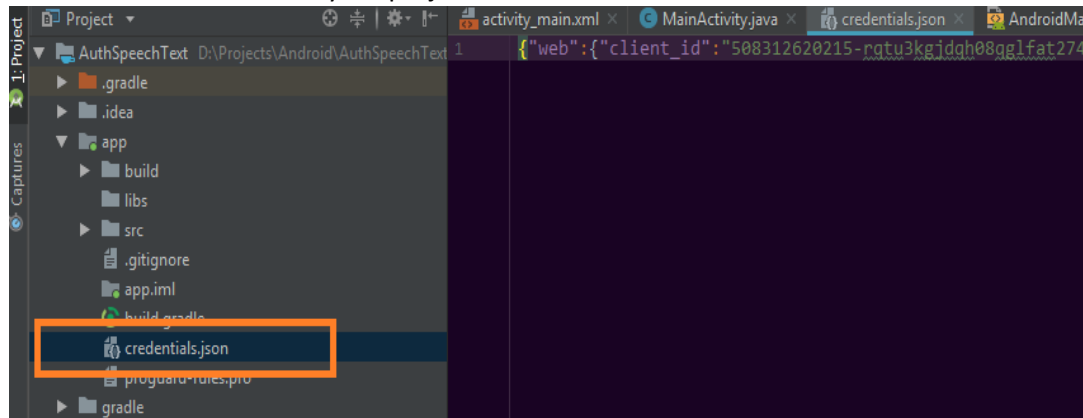 1: Project
Captures
Project
AuthSpeechText D:\Projects\Android\AuthSpeechText
.gradle
.idea
app
build
libs
src
.gitignore
app.iml
build.gradle
credentials.json
proguard-rules.pro
gradle
activity_main.xml × MainActivity.java × credentials.json × AndroidMa
1 {"web":{"client_id":"508312620215-rqtu3kgjdqh08qglfat274